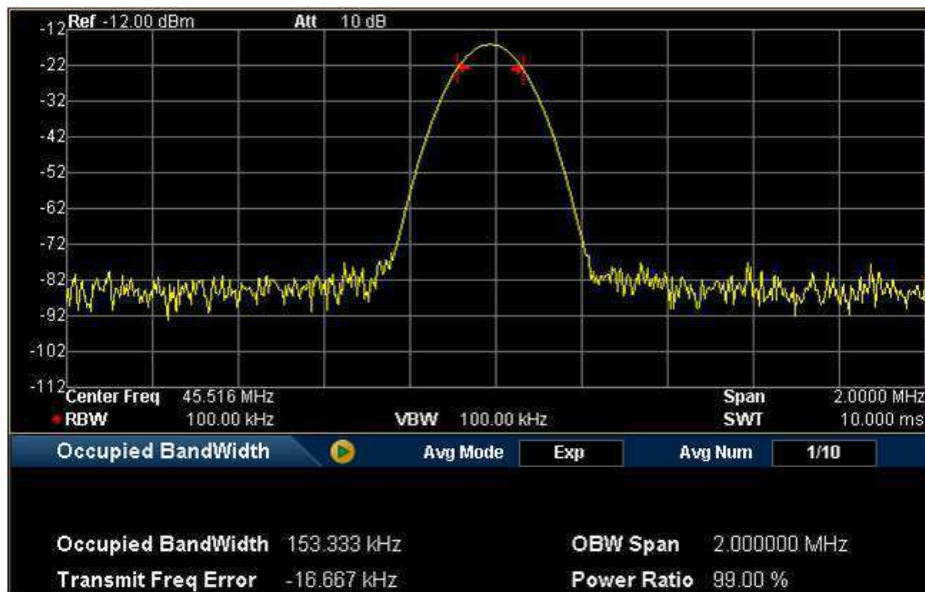 Ref -12.00 dBm Att 10 dB
-12
-22
-32
-42
-52
-62
-72
-82
-92
-102
-112
Center Freq 45.516 MHz Span 2.0000 MHz
RBW 100.00 kHz VBW 100.00 kHz SWT 10.000 ms
Occupied BandWidth Avg Mode Exp Avg Num 1/10
Occupied BandWidth 153.333 kHz OBW Span 2.000000 MHz
Transmit Freq Error -16.667 kHz Power Ratio 99.00 %